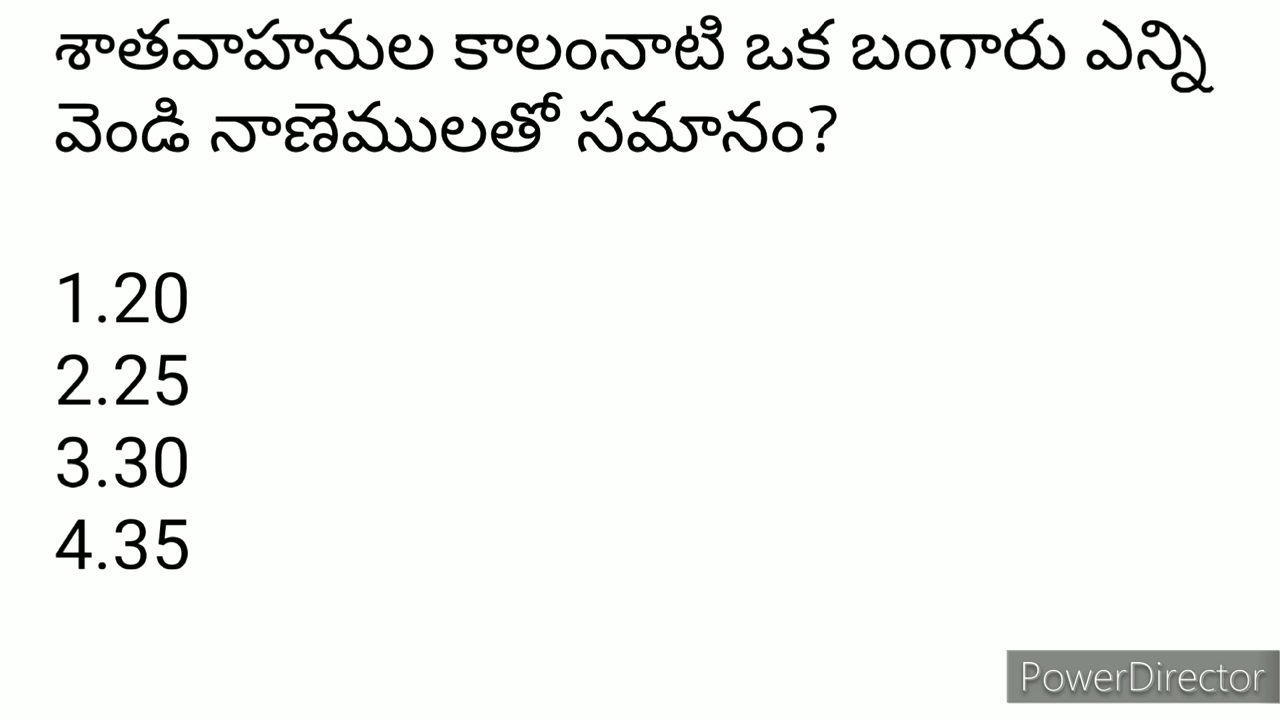 శాతవాహనుల కాలంనాటి ఒక బంగారు ఎన్ని
వెండి నాణెములతో సమానం?
1.20
2.25
3.30
4.35
PowerDirector